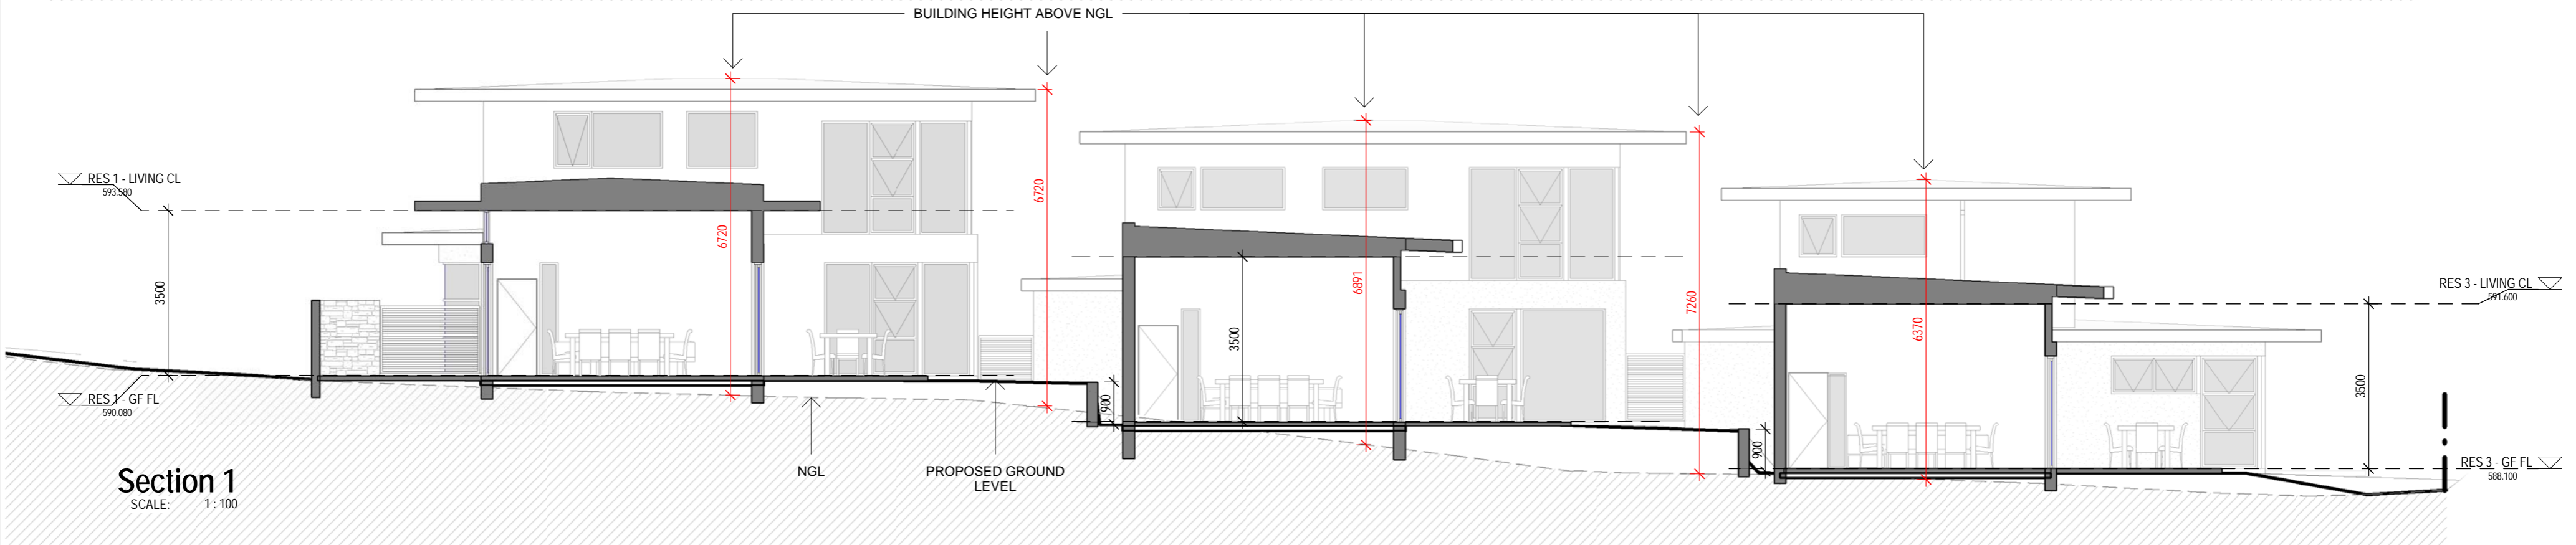 BUILDING HEIGHT ABOVE NGL
RES 1 - LIVING CL
593.580
3500
RES 1 - GF FL
590.080
6720
6720
900
3500
6891
7260
900
6370
RES 3 - LIVING CL
591.600
3500
RES 3 - GF FL
588.100
NGL
PROPOSED GROUND
LEVEL
Section 1
SCALE: 1 : 100